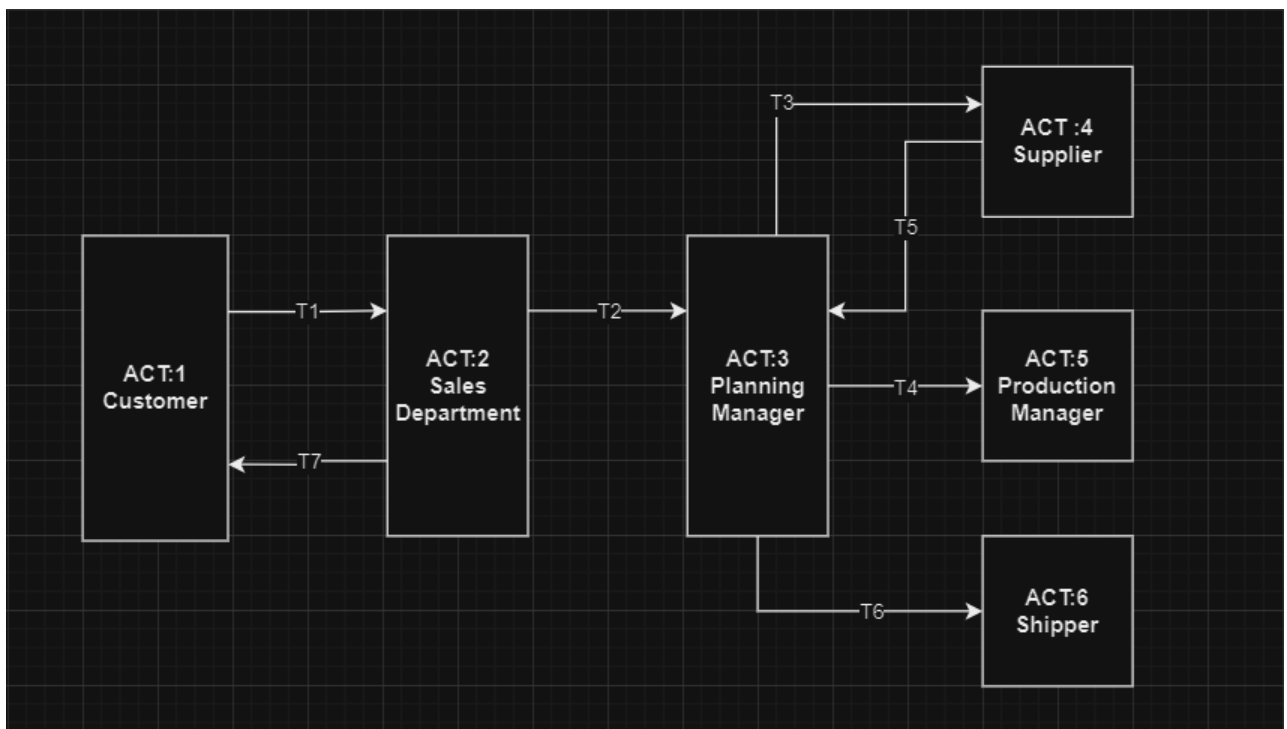 T3
ACT :4
Supplier
T5
T1
T2
ACT:1
Customer
ACT:2
Sales
Department
ACT:3
Planning
Manager
T4
ACT:5
Production
Manager
T7
T6
ACT:6
Shipper